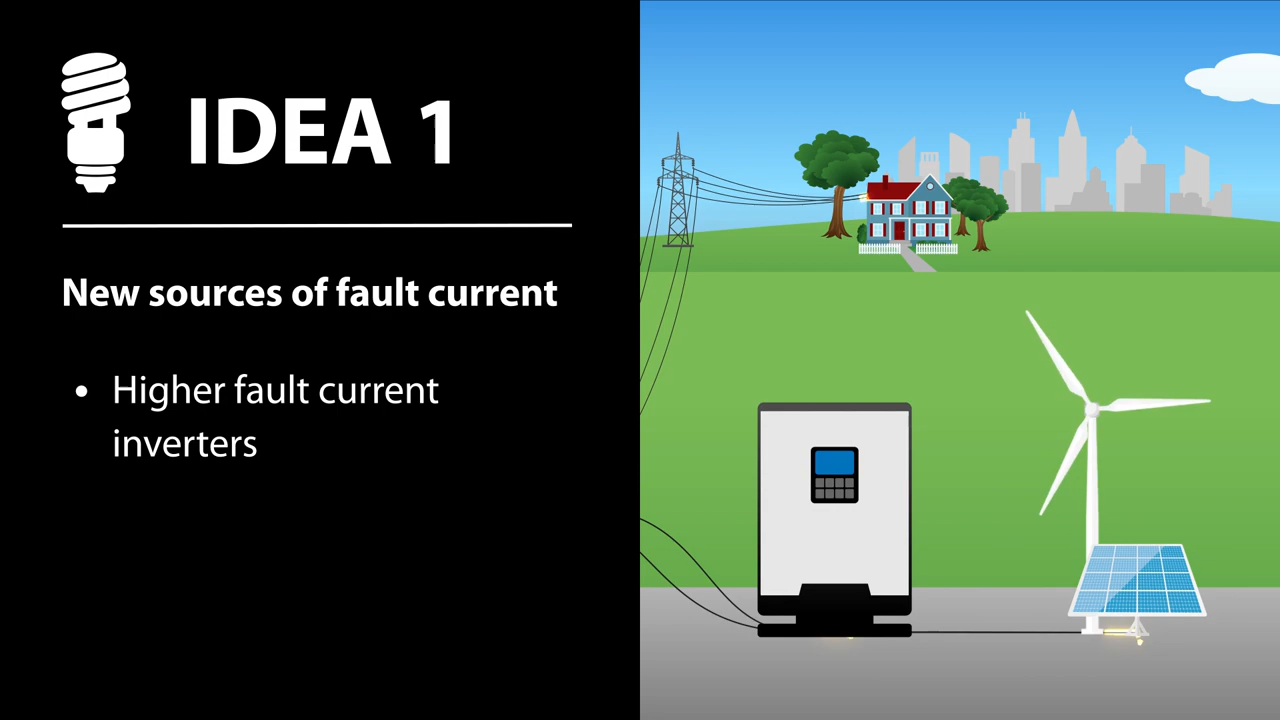 IDEA 1
New sources of fault current
• Higher fault current
inverters